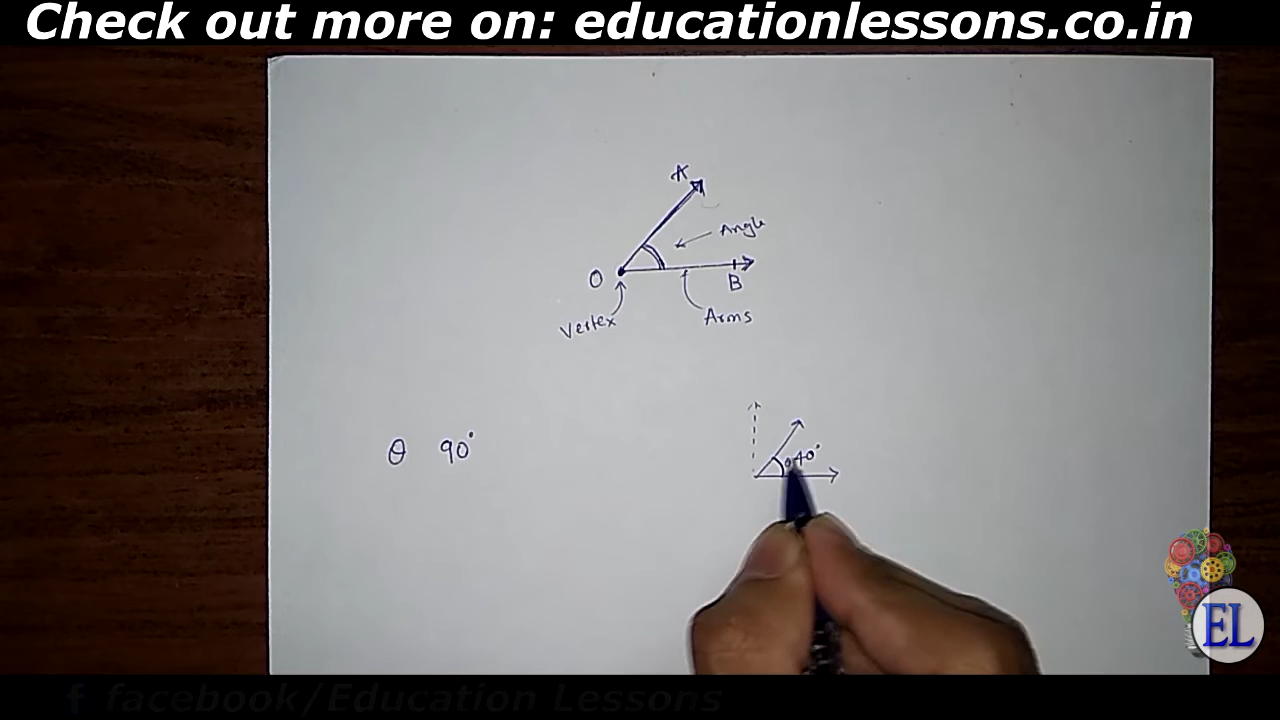 Check out more on: educationlessons.co.in
A
Angle
O
B
Vertex
Arms
θ 90°
40°
EL
f facebook/Education Lessons